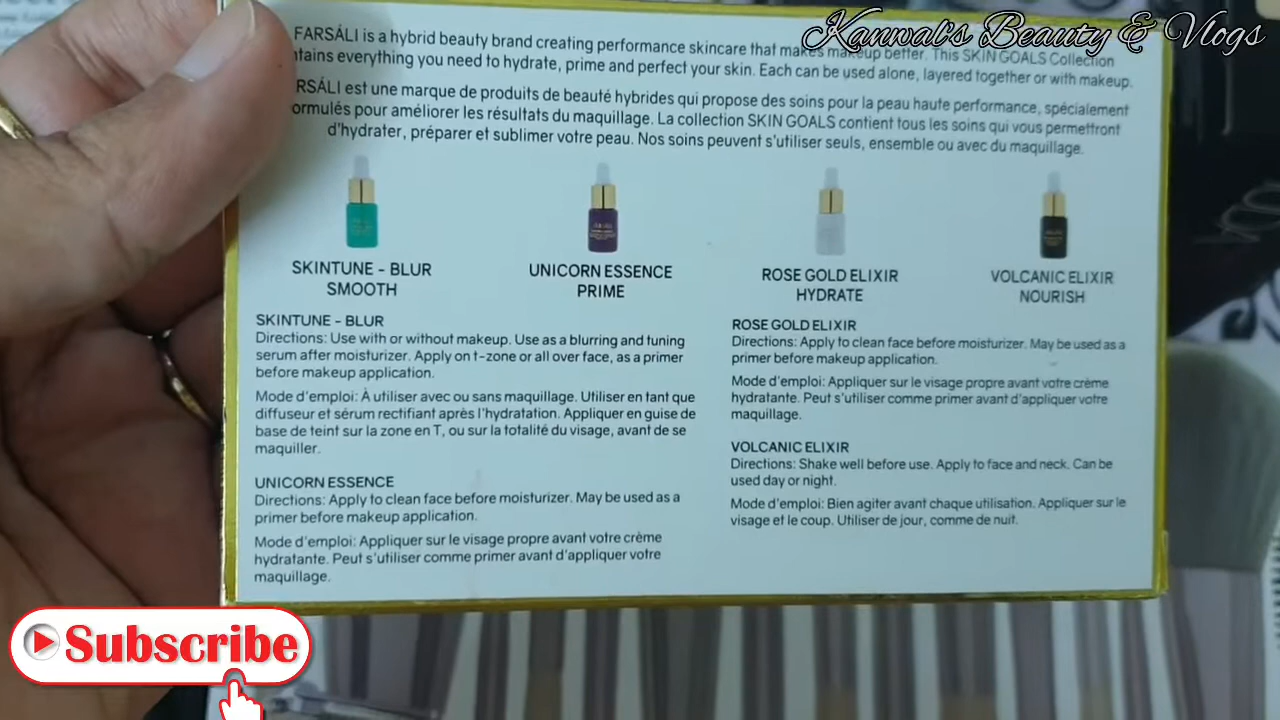 Kanwal's Beauty & Vlogs
FARSÁLI is a hybrid beauty brand creating performance skincare that makes makeup better. This SKIN GOALS Collection
tains everything you need to hydrate, prime and perfect your skin. Each can be used alone, layered together or with makeup.
RSÁLI est une marque de produits de beauté hybrides qui propose des soins pour la peau haute performance, spécialement
ormulés pour améliorer les résultats du maquillage. La collection SKIN GOALS contient tous les soins qui vous permettront
d'hydrater, préparer et sublimer votre peau. Nos soins peuvent s'utiliser seuls, ensemble ou avec du maquillage.
SKINTUNE – BLUR
SMOOTH
UNICORN ESSENCE
PRIME
ROSE GOLD ELIXIR
HYDRATE
VOLCANIC ELIXIR
NOURISH
SKINTUNE – BLUR
Directions: Use with or without makeup. Use as a blurring and tuning
serum after moisturizer. Apply on t-zone or all over face, as a primer
before makeup application.
Mode d'emploi: À utiliser avec ou sans maquillage. Utiliser en tant que
diffuseur et sérum rectifiant après l'hydratation. Appliquer en guise de
base de teint sur la zone en T, ou sur la totalité du visage, avant de se
maquiller.
UNICORN ESSENCE
Directions: Apply to clean face before moisturizer. May be used as a
primer before makeup application.
Mode d'emploi: Appliquer sur le visage propre avant votre crème
hydratante. Peut s'utiliser comme primer avant d'appliquer votre
maquillage.
ROSE GOLD ELIXIR
Directions: Apply to clean face before moisturizer. May be used as a
primer before makeup application.
Mode d'emploi: Appliquer sur le visage propre avant votre crème
hydratante. Peut s'utiliser comme primer avant d'appliquer votre
maquillage.
VOLCANIC ELIXIR
Directions: Shake well before use. Apply to face and neck. Can be
used day or night.
Mode d'emploi: Bien agiter avant chaque utilisation. Appliquer sur le
visage et le coup. Utiliser de jour, comme de nuit.
Subscribe